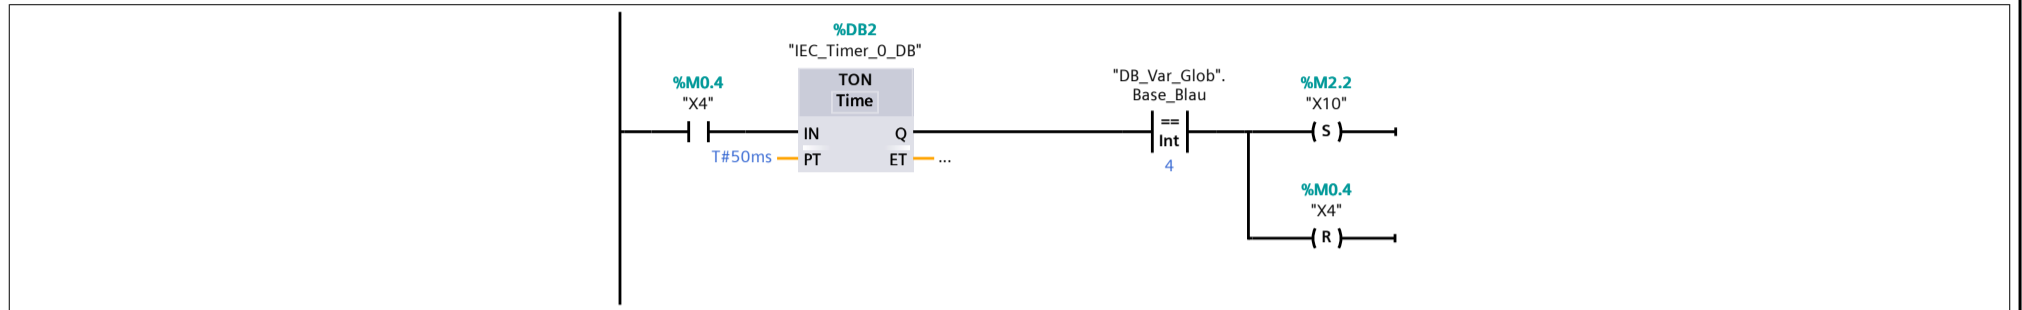 %DB2
"IEC_Timer_0_DB"
%M0.4
"X4"
TON
Time
IN
Q
T#50ms
PT
ET
...
"DB_Var_Glob".
Base_Blau
==
Int
4
%M2.2
"X10"
S
%M0.4
"X4"
R